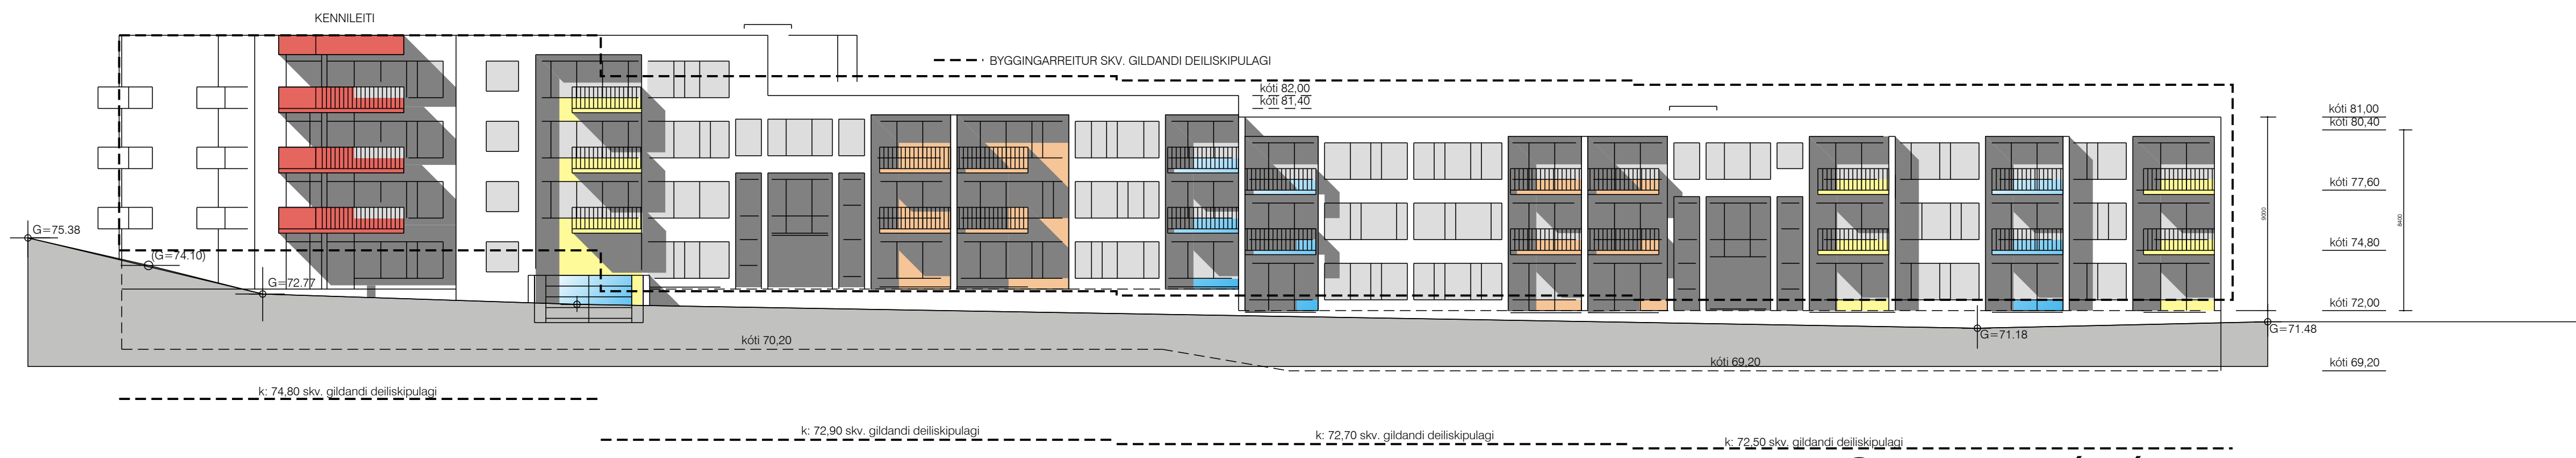 KENNILEITI
BYGGINGARREITUR SKV. GILDANDI DEILISKIPULAGI
kóti 82,00
kóti 81,40
kóti 81,00
kóti 80,40
kóti 77,60
9000
8400
G=75.38
kóti 74,80
(G=74.10)
G=72.77
kóti 72,00
G=71.48
G=71.18
kóti 70,20
kóti 69,20
kóti 69,20
k: 74,80 skv. gildandi deiliskipulagi
k: 72,90 skv. gildandi deiliskipulagi
k: 72,70 skv. gildandi deiliskipulagi
k: 72,50 skv. gildandi deiliskipulagi